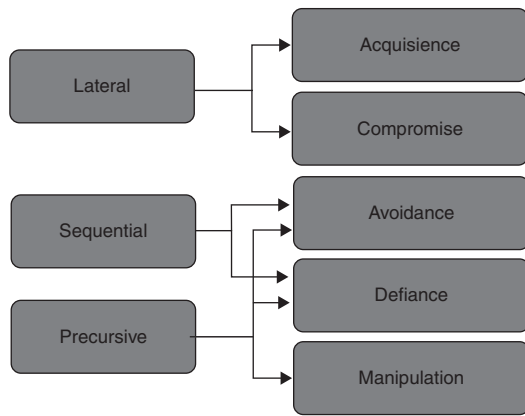 Lateral
Acquisience
Compromise
Sequential
Avoidance
Defiance
Precursive
Manipulation